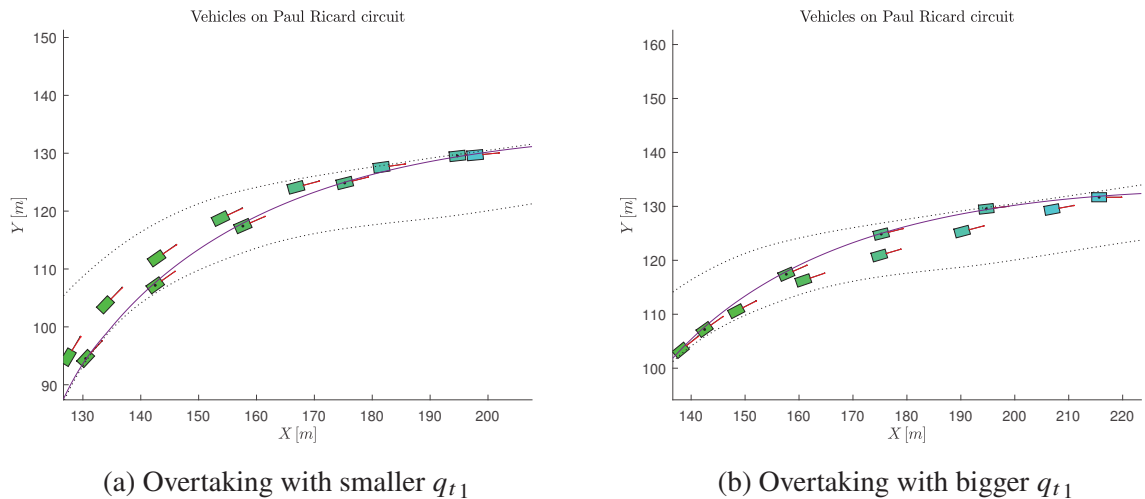 Vehicles on Paul Ricard circuit
150
140
130
120
110
100
90
Y [m]
130 140 150 160 170 180 190 200
X [m]
(a) Overtaking with smaller q_{t1}
Vehicles on Paul Ricard circuit
160
150
140
130
120
110
100
Y [m]
140 150 160 170 180 190 200 210 220
X [m]
(b) Overtaking with bigger q_{t1}